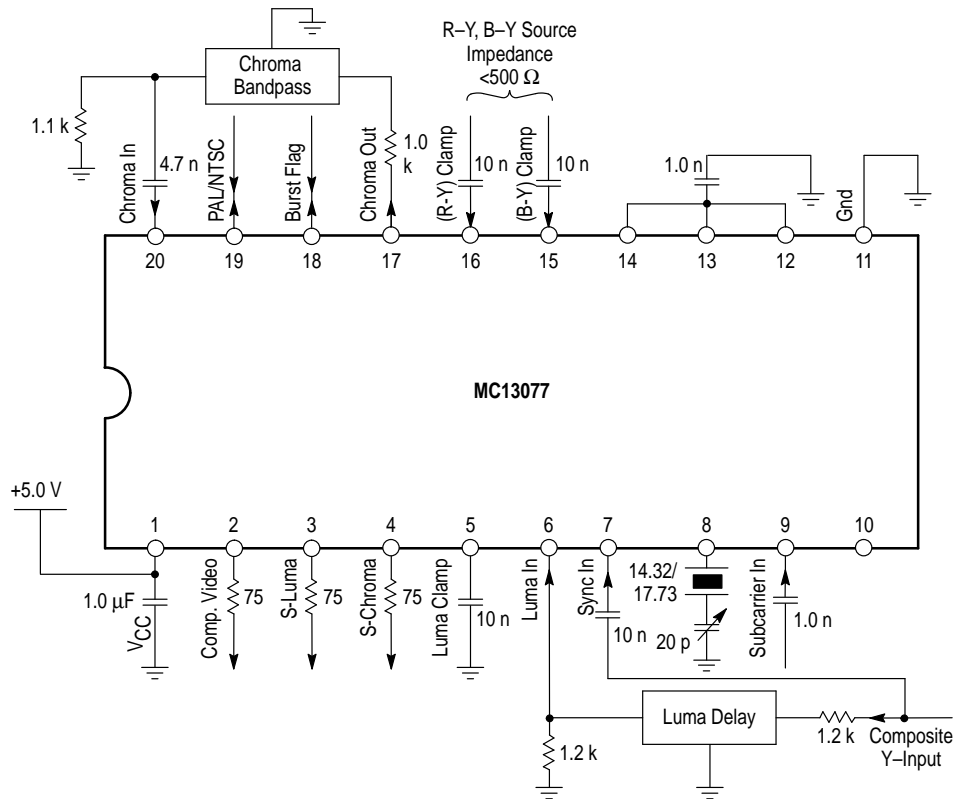 R–Y, B–Y Source
Impedance
<500 Ω
Chroma
Bandpass
1.1 k
Chroma In
4.7 n
PAL/NTSC
Burst Flag
Chroma Out
1.0
k
(R-Y) Clamp
10 n
(B-Y) Clamp
10 n
1.0 n
Gnd
20
19
18
17
16
15
14
13
12
11
MC13077
+5.0 V
1
2
3
4
5
6
7
8
9
10
1.0 µF
VCC
Comp. Video
75
S-Luma
75
S-Chroma
75
Luma Clamp
10 n
Luma In
Sync In
10 n
14.32/
17.73
20 p
Subcarrier In
1.0 n
Luma Delay
1.2 k
1.2 k
Composite
Y–Input